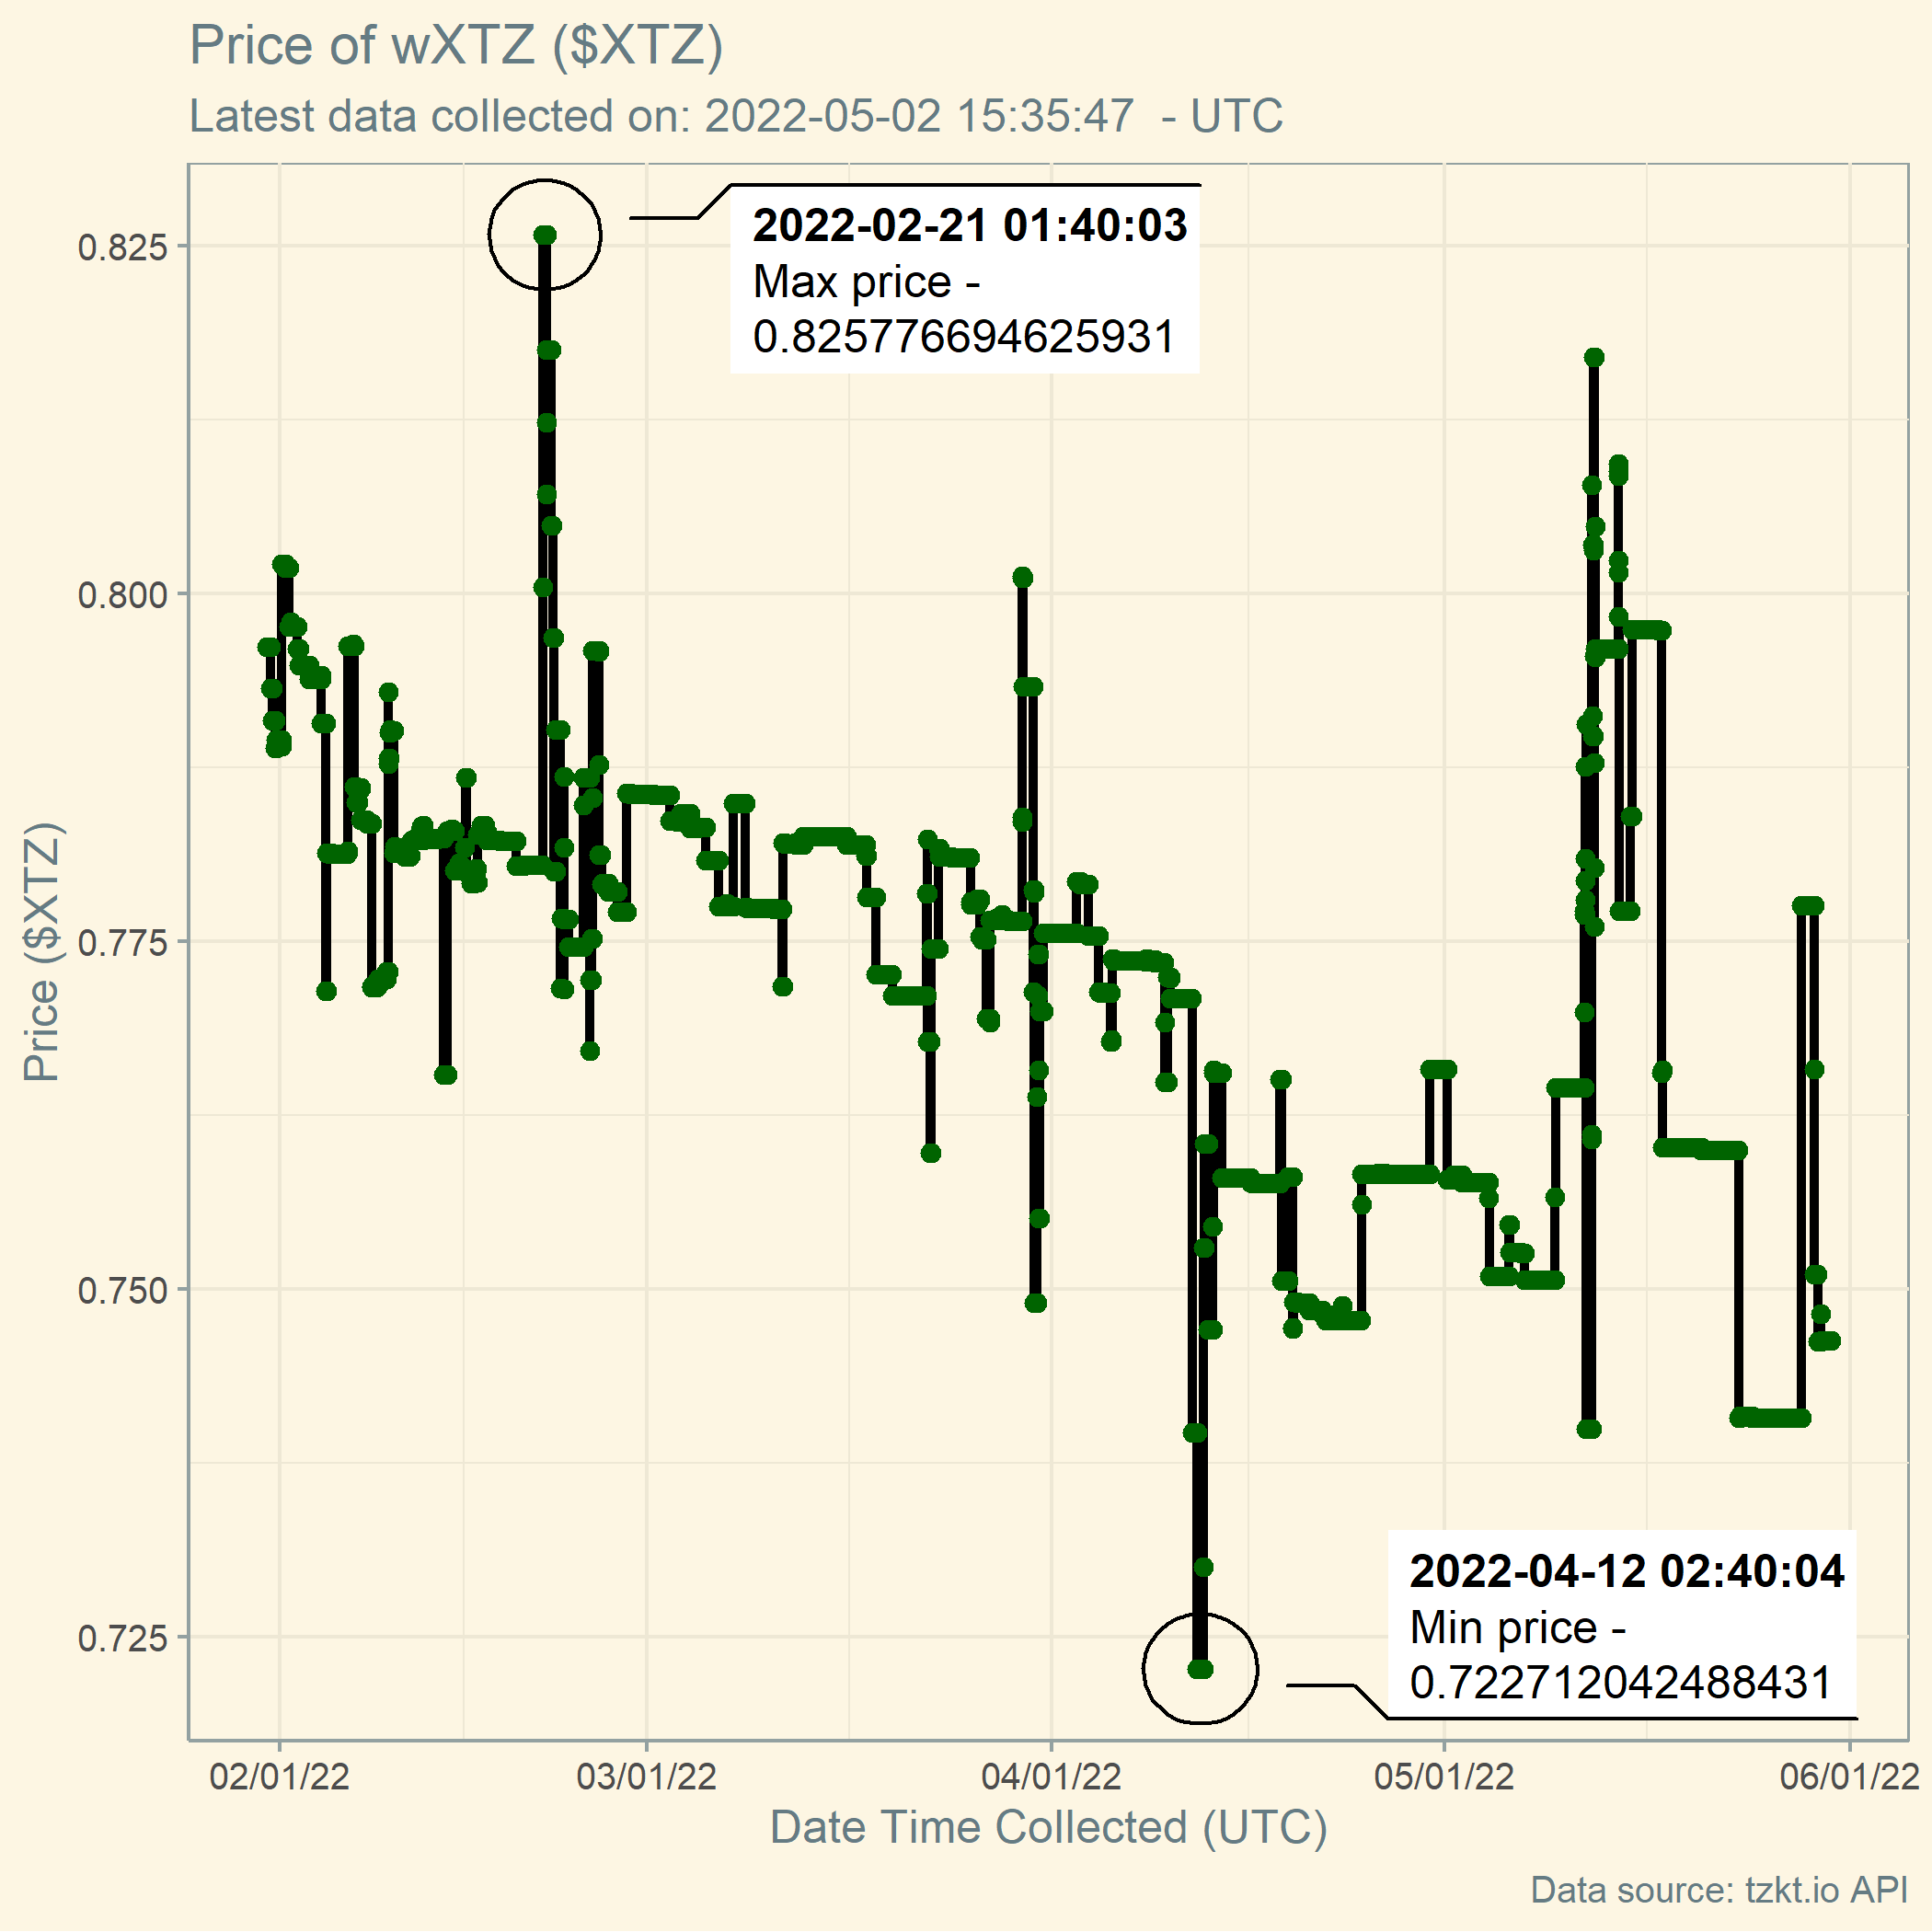 Price of wXTZ ($XTZ)
Latest data collected on: 2022-05-02 15:35:47  - UTC
2022-02-21 01:40:03
Max price -
0.825776694625931
0.825
0.800
0.775
0.750
0.725
Price ($XTZ)
2022-04-12 02:40:04
Min price -
0.722712042488431
02/01/22
03/01/22
04/01/22
05/01/22
06/01/22
Date Time Collected (UTC)
Data source: tzkt.io API